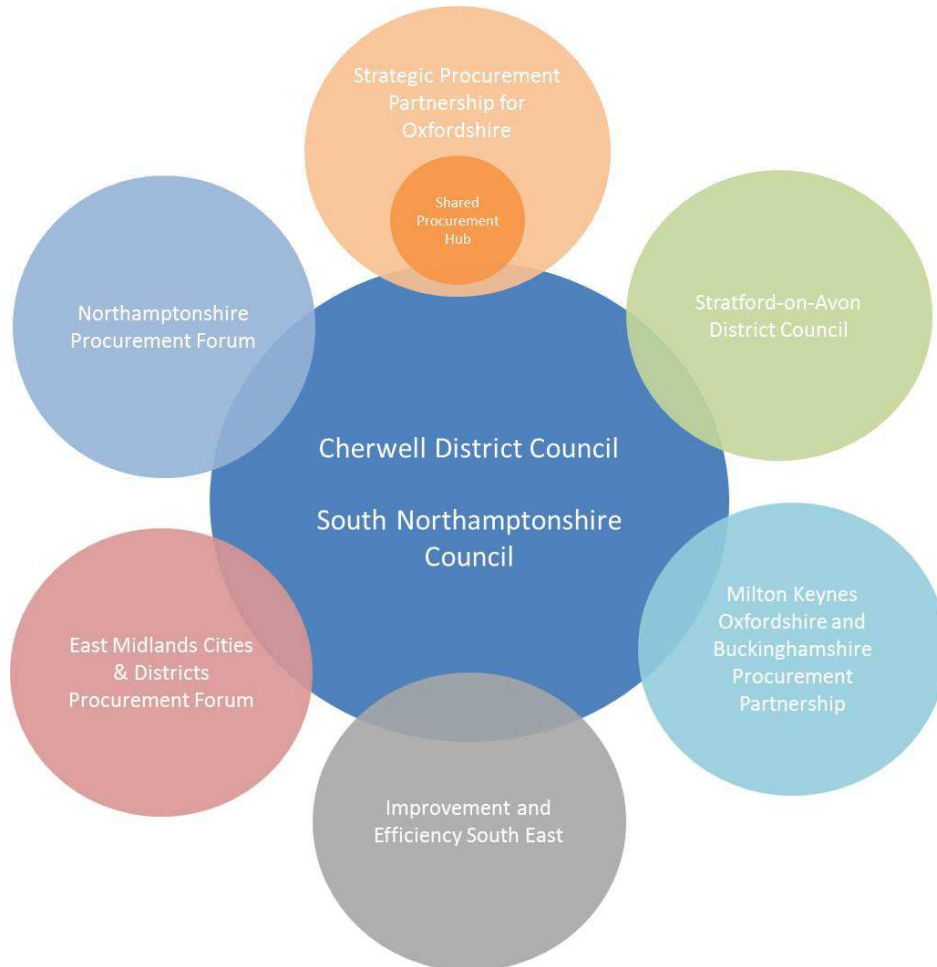 Strategic Procurement
Partnership for
Oxfordshire
Shared
Procurement
Hub
Northamptonshire
Procurement Forum
Stratford-on-Avon
District Council
Cherwell District Council
South Northamptonshire
Council
East Midlands Cities
& Districts
Procurement Forum
Milton Keynes
Oxfordshire and
Buckinghamshire
Procurement
Partnership
Improvement and
Efficiency South East